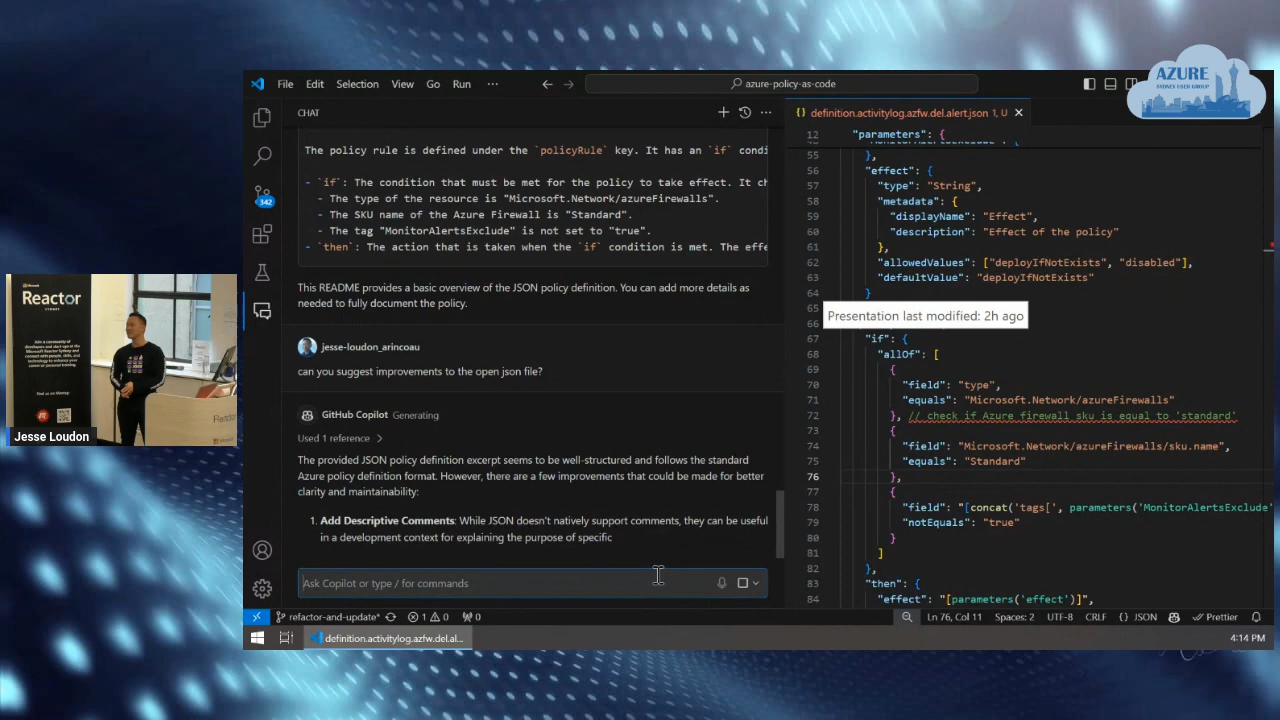 AZURE
SYDNEY USER GROUP
File Edit Selection View Go Run ···
azure-policy-as-code
CHAT
The policy rule is defined under the `policyRule` key. It has an `if` condi
- `if`: The condition that must be met for the policy to take effect. It ch
- The type of the resource is "Microsoft.Network/azureFirewalls".
- The SKU name of the Azure Firewall is "Standard".
- The tag "MonitorAlertsExclude" is not set to "true".
- `then`: The action that is taken when the `if` condition is met. The effe
This README provides a basic overview of the JSON policy definition. You can add more details as
needed to fully document the policy.
jesse-loudon_arincoau
can you suggest improvements to the open json file?
GitHub Copilot Generating
Used 1 reference >
The provided JSON policy definition excerpt seems to be well-structured and follows the standard
Azure policy definition format. However, there are a few improvements that could be made for better
clarity and maintainability:
1. Add Descriptive Comments: While JSON doesn't natively support comments, they can be useful
in a development context for explaining the purpose of specific
Ask Copilot or type / for commands
342
{} definition.activitylog.azfw.del.alert.json 1, U
12 "parameters": {
55 },
56 "effect": {
57 "type": "String",
58 "metadata": {
59 "displayName": "Effect",
60 "description": "Effect of the policy"
61 },
62 "allowedValues": ["deployIfNotExists", "disabled"],
63 "defaultValue": "deployIfNotExists"
64 }
65
Presentation last modified: 2h ago
67 "if": {
68 "allOf": [
69 {
70 "field": "type",
71 "equals": "Microsoft.Network/azureFirewalls"
72 }, // check if Azure firewall sku is equal to 'standard'
73 {
74 "field": "Microsoft.Network/azureFirewalls/sku.name",
75 "equals": "Standard"
76 },
77 {
78 "field": "[concat('tags[', parameters('MonitorAlertsExclude'
79 "notEquals": "true"
80 }
81 ]
82 },
83 "then": {
84 "effect": "[parameters('effect')]",
refactor-and-update* 1 0 0
Ln 76, Col 11 Spaces: 2 UTF-8 CRLF {} JSON Prettier
definition.activitylog.azfw.del.al...
4:14 PM
Microsoft
Reactor
SYDNEY
Join a community of
developers and start-ups at the
Jesse Loudon